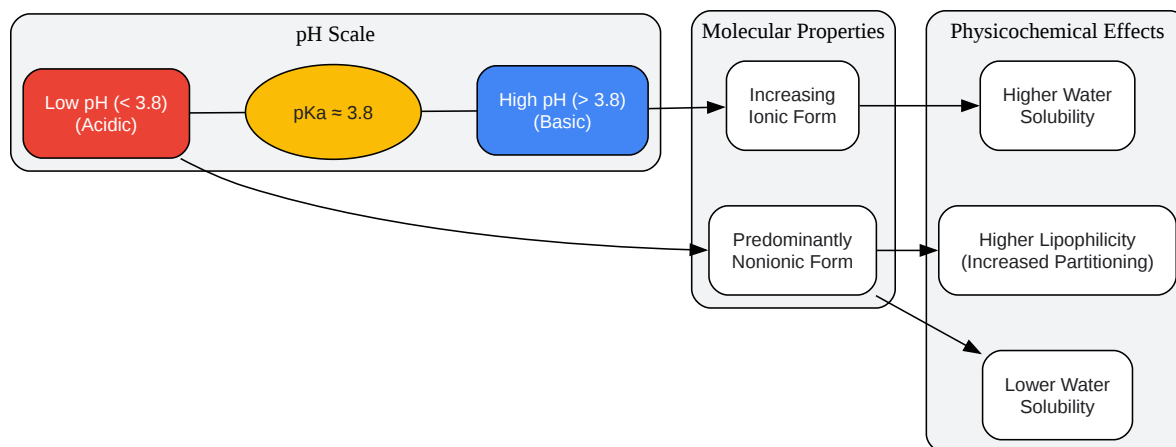 pH Scale
Low pH (< 3.8)
(Acidic)
pKa ≈ 3.8
High pH (> 3.8)
(Basic)
Molecular Properties
Increasing
Ionic Form
Predominantly
Nonionic Form
Physicochemical Effects
Higher Water
Solubility
Higher Lipophilicity
(Increased Partitioning)
Lower Water
Solubility